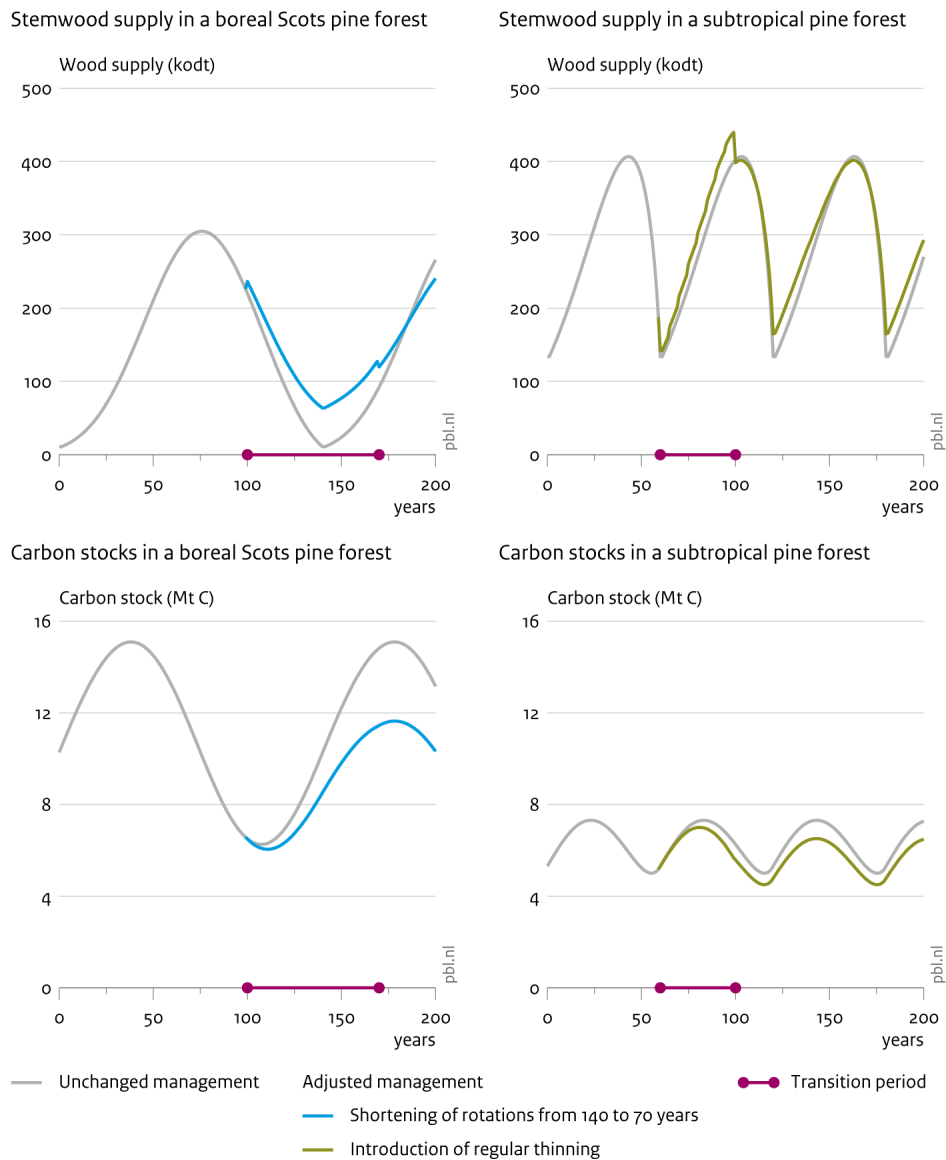 Stemwood supply in a boreal Scots pine forest
Wood supply (kodt)
500
400
300
200
100
0
0 50 100 150 200
years
pbl.nl
Stemwood supply in a subtropical pine forest
Wood supply (kodt)
500
400
300
200
100
0
0 50 100 150 200
years
pbl.nl
Carbon stocks in a boreal Scots pine forest
Carbon stock (Mt C)
16
12
8
4
0
0 50 100 150 200
years
pbl.nl
Carbon stocks in a subtropical pine forest
Carbon stock (Mt C)
16
12
8
4
0
0 50 100 150 200
years
pbl.nl
Unchanged management
Adjusted management
Shortening of rotations from 140 to 70 years
Introduction of regular thinning
Transition period